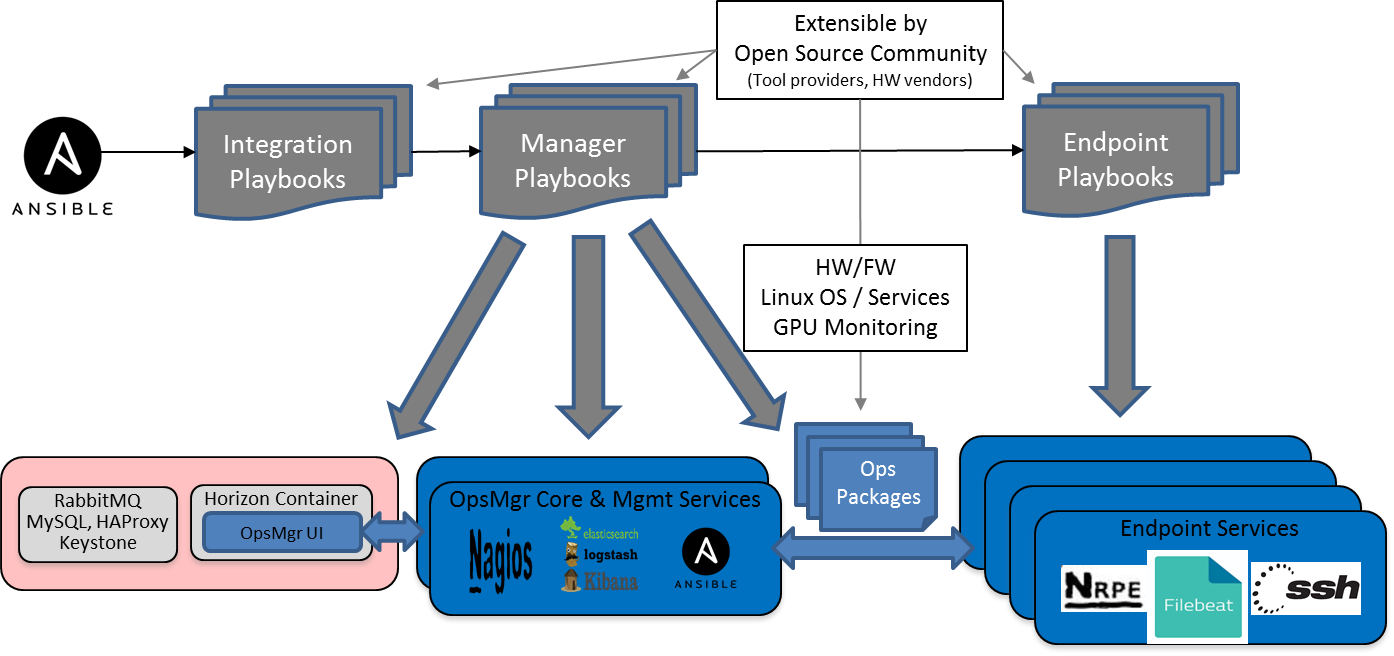 Extensible by
Open Source Community
(Tool providers, HW vendors)
ANSIBLE
Integration
Playbooks
Manager
Playbooks
Endpoint
Playbooks
HW/FW
Linux OS / Services
GPU Monitoring
RabbitMQ
MySQL, HAProxy
Keystone
Horizon Container
OpsMgr UI
OpsMgr Core & Mgmt Services
Nagios
elasticsearch
logstash
Kibana
ANSIBLE
Ops
Packages
Endpoint Services
NRPE
Filebeat
ssh